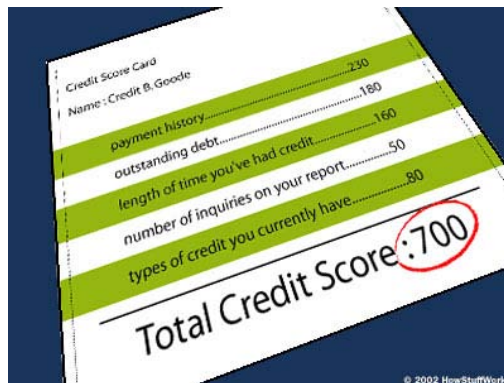 Credit Score Card
Name : Credit B. Goode
payment history..............................230
outstanding debt..............................180
length of time you've had credit............160
number of inquiries on your report............50
types of credit you currently have............80
Total Credit Score :700
© 2002 HowStuffWor